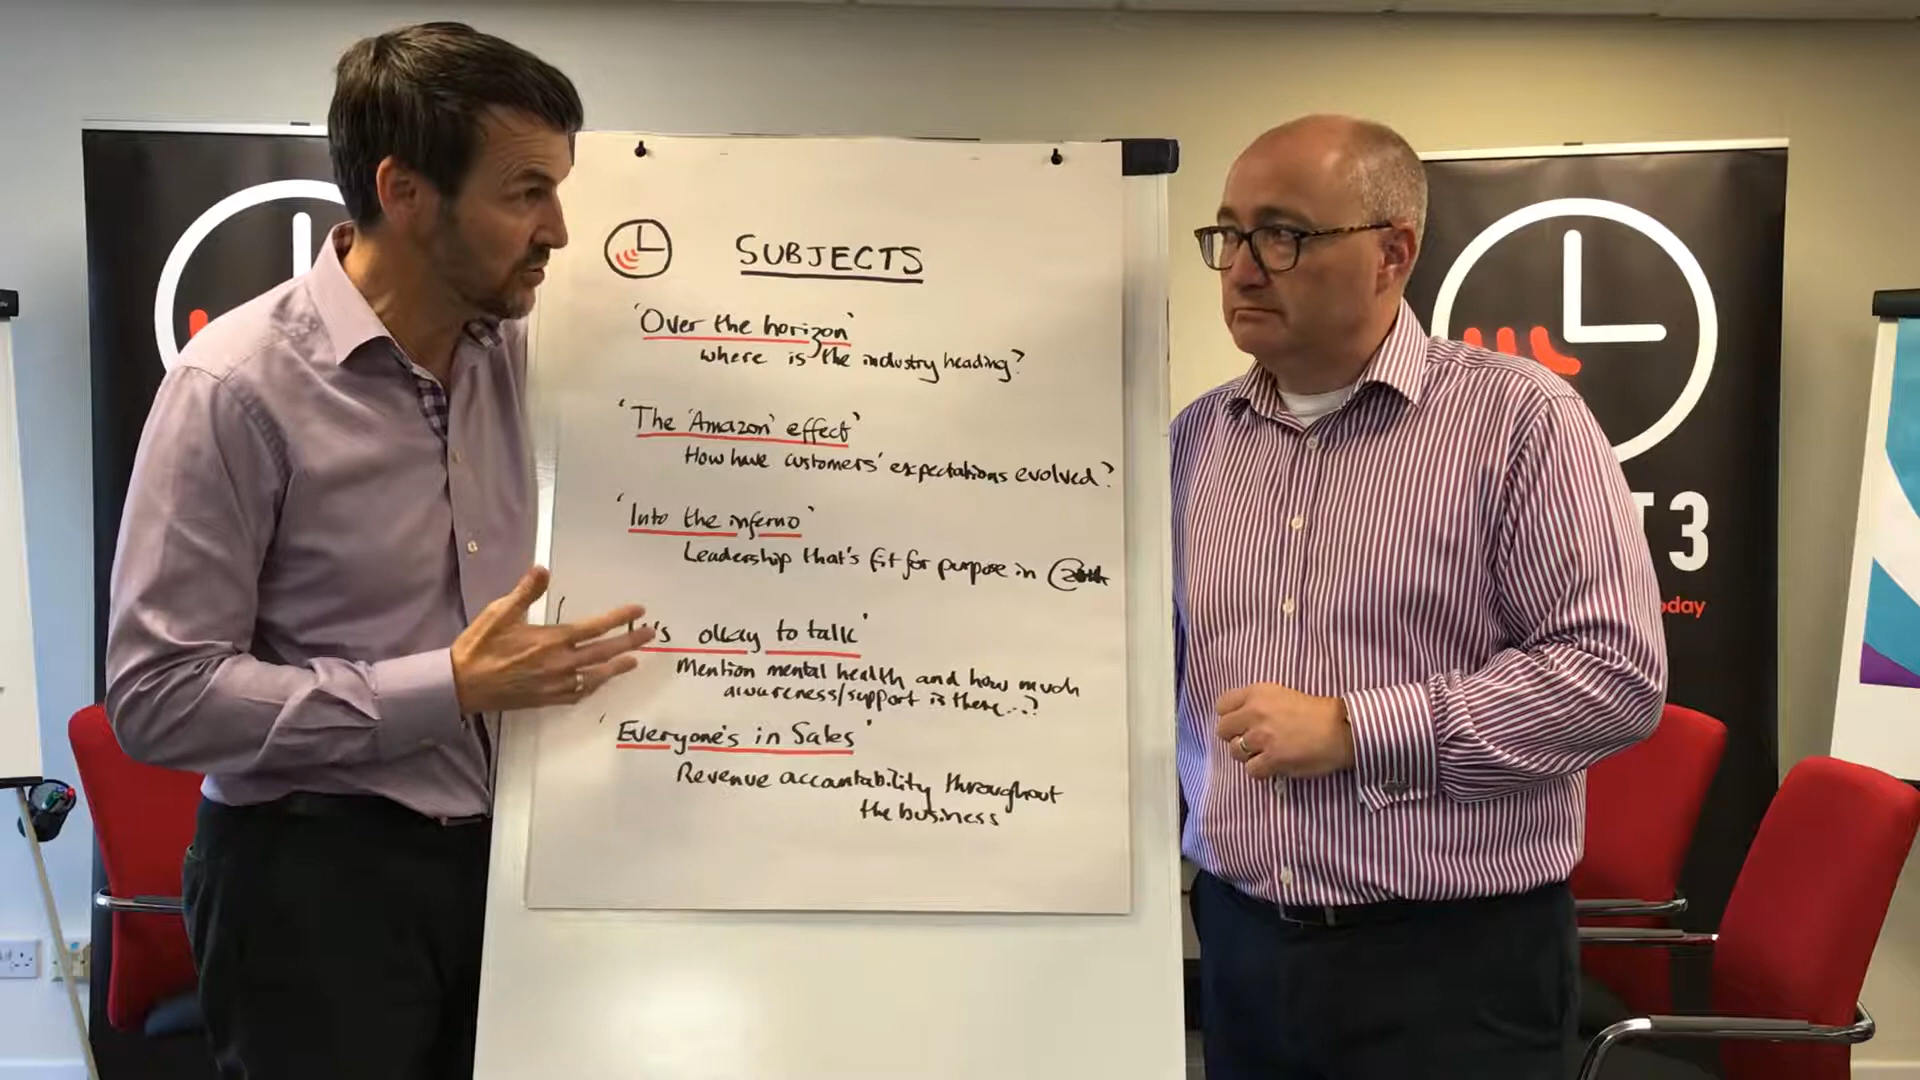 SUBJECTS
'Over the horizon'
where is the industry heading?
'The 'Amazon' effect'
How have customers' expectations evolved?
'Into the inferno'
Leadership that's fit for purpose in
's okay to talk'
Mention mental health and how much
awareness/support is there...?
'Everyone's in Sales'
Revenue accountability throughout
the business
T 3
oday